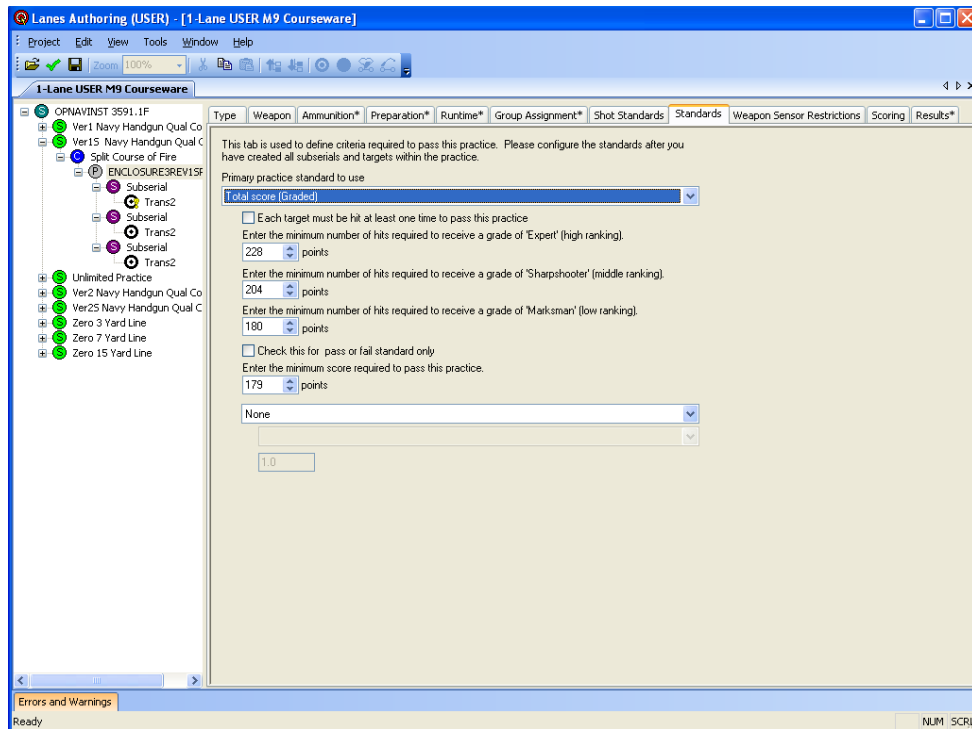 Lanes Authoring (USER) - [1-Lane USER M9 Courseware]
Project Edit View Tools Window Help
Zoom 100%
1-Lane USER M9 Courseware
OPNAVINST 3591.1F
Ver1 Navy Handgun Qual Co
Ver1S Navy Handgun Qual C
C Split Course of Fire
P ENCLOSURE3REV1SF
S Subserial
Trans2
S Subserial
Trans2
S Subserial
Trans2
S Unlimited Practice
S Ver2 Navy Handgun Qual Co
S Ver2S Navy Handgun Qual C
S Zero 3 Yard Line
S Zero 7 Yard Line
S Zero 15 Yard Line
Type Weapon Ammunition* Preparation* Runtime* Group Assignment* Shot Standards Standards Weapon Sensor Restrictions Scoring Results*
This tab is used to define criteria required to pass this practice. Please configure the standards after you
have created all subserials and targets within the practice.
Primary practice standard to use
Total score (Graded)
Each target must be hit at least one time to pass this practice
Enter the minimum number of hits required to receive a grade of 'Expert' (high ranking).
228 points
Enter the minimum number of hits required to receive a grade of 'Sharpshooter' (middle ranking).
204 points
Enter the minimum number of hits required to receive a grade of 'Marksman' (low ranking).
180 points
Check this for pass or fail standard only
Enter the minimum score required to pass this practice.
179 points
None
1.0
Errors and Warnings
Ready NUM SCRL